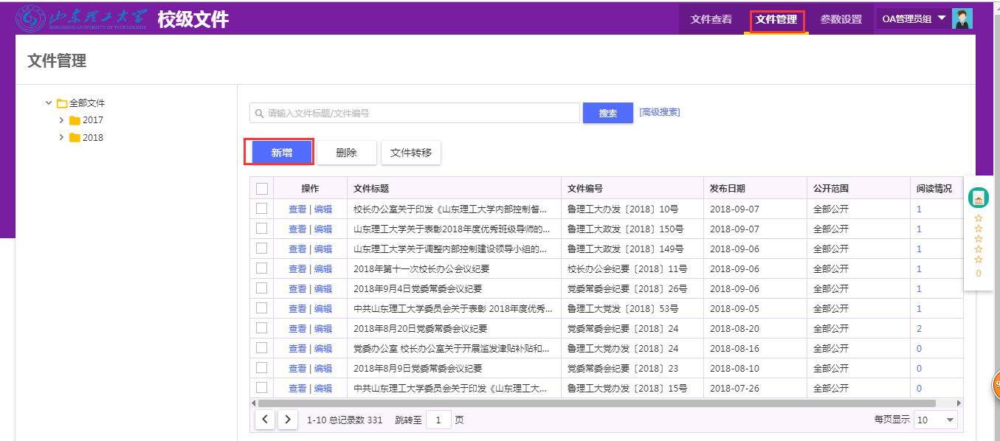 山东理工大学 校级文件 文件查看 文件管理 参数设置 OA管理员组
SHANDONG UNIVERSITY OF TECHNOLOGY
文件管理
全部文件
2017
2018
请输入文件标题/文件编号 搜索 [高级搜索]
新增 删除 文件转移
操作 文件标题 文件编号 发布日期 公开范围 阅读情况
查看 | 编辑 校长办公室关于印发《山东理工大学内部控制督... 鲁理工大办发〔2018〕10号 2018-09-07 全部公开 1
查看 | 编辑 山东理工大学关于表彰2018年度优秀班级导师的... 鲁理工大政发〔2018〕150号 2018-09-07 全部公开 1
查看 | 编辑 山东理工大学关于调整内部控制建设领导小组的... 鲁理工大政发〔2018〕149号 2018-09-06 全部公开 1
查看 | 编辑 2018年第十一次校长办公会议纪要 校长办公会纪要〔2018〕11号 2018-09-06 全部公开 1
查看 | 编辑 2018年9月4日党委常委会议纪要 党委常委会纪要〔2018〕26号 2018-09-06 全部公开 1
查看 | 编辑 中共山东理工大学委员会关于表彰 2018年度优秀... 鲁理工大党发〔2018〕53号 2018-09-05 全部公开 1
查看 | 编辑 2018年8月20日党委常委会议纪要 党委常委会纪要〔2018〕24 2018-08-20 全部公开 2
查看 | 编辑 党委办公室 校长办公室关于开展滥发津贴补贴和... 鲁理工大党办发〔2018〕24 2018-08-16 全部公开 0
查看 | 编辑 2018年8月9日党委常委会议纪要 党委常委会纪要〔2018〕23 2018-08-10 全部公开 0
查看 | 编辑 中共山东理工大学委员会关于印发《山东理工大... 鲁理工大党办发〔2018〕15号 2018-07-26 全部公开 0
1-10 总记录数 331 跳转至 1 页 每页显示 10
0